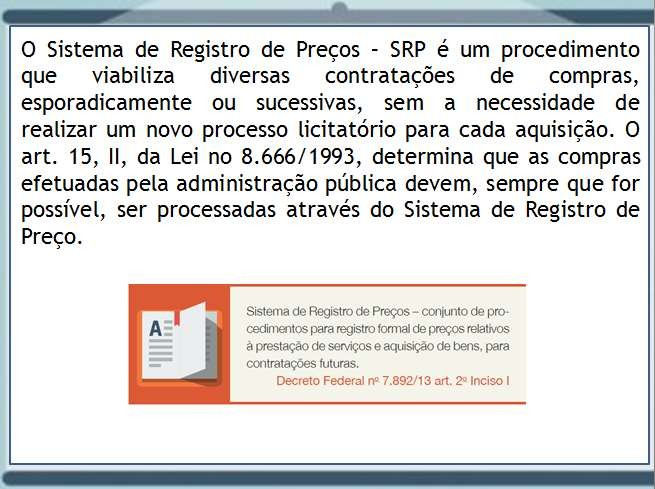 O Sistema de Registro de Preços – SRP é um procedimento
que viabiliza diversas contratações de compras,
esporadicamente ou sucessivas, sem a necessidade de
realizar um novo processo licitatório para cada aquisição. O
art. 15, II, da Lei no 8.666/1993, determina que as compras
efetuadas pela administração pública devem, sempre que for
possível, ser processadas através do Sistema de Registro de
Preço.
A
Sistema de Registro de Preços – conjunto de pro-
cedimentos para registro formal de preços relativos
à prestação de serviços e aquisição de bens, para
contratações futuras.
Decreto Federal nº 7.892/13 art. 2º Inciso I